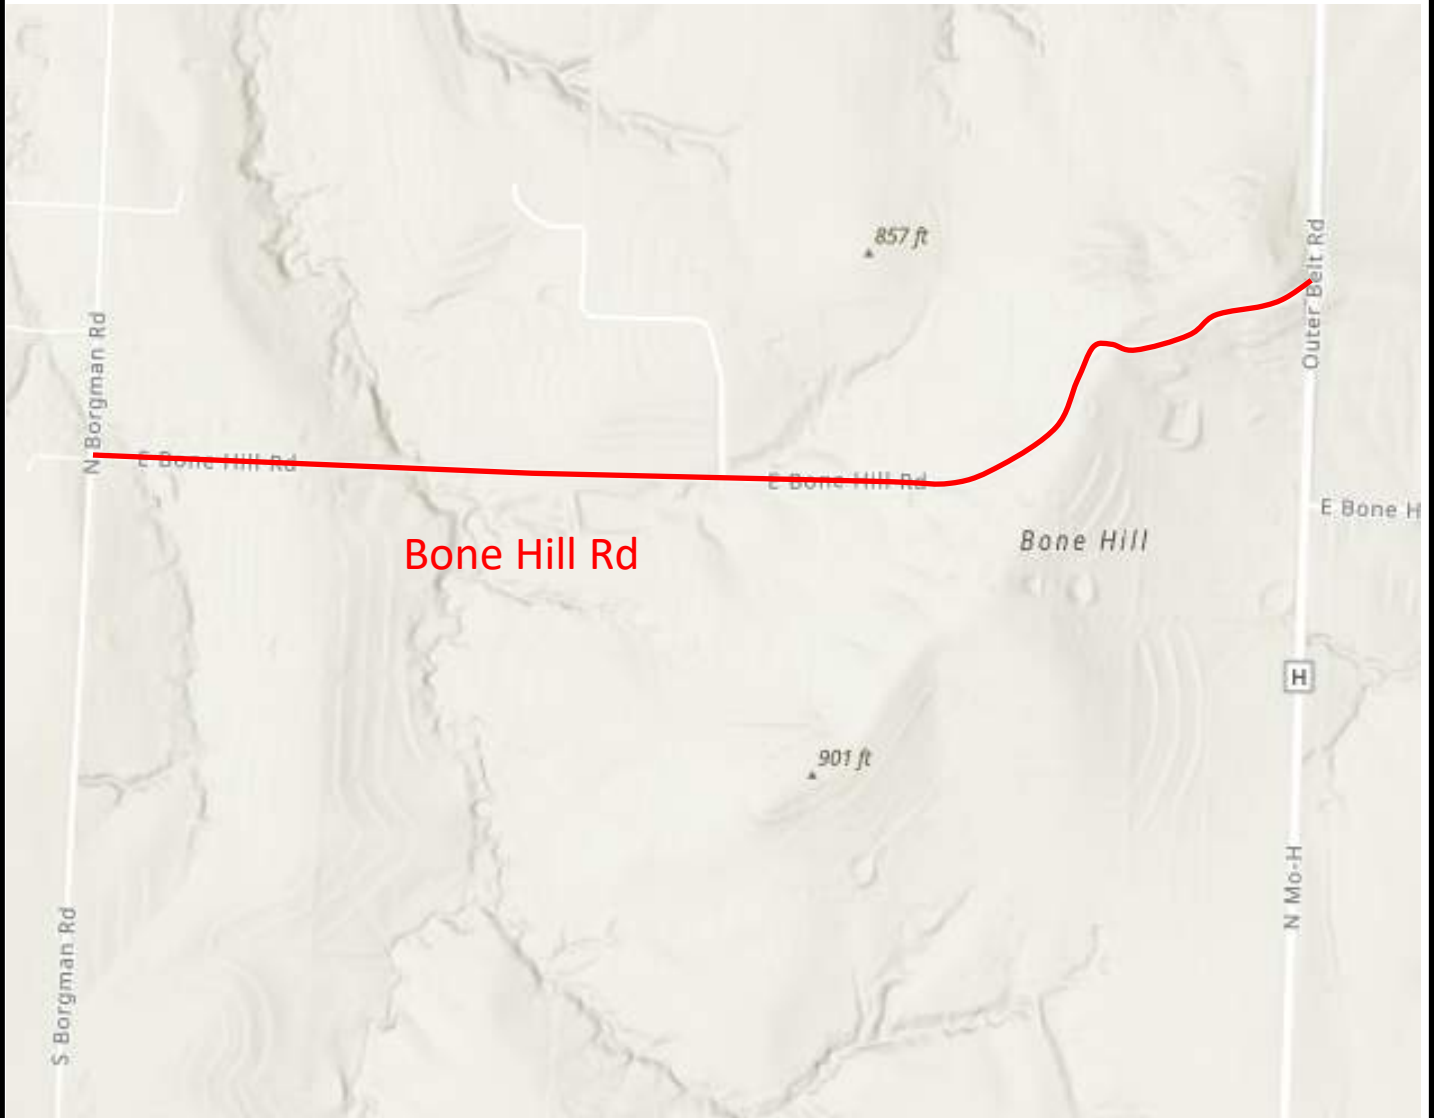 857 ft
Outer Belt Rd
N Borgman Rd
E Bone Hill Rd
E Bone Hill Rd
E Bone H
Bone Hill Rd
Bone Hill
H
901 ft
N Mo-H
S Borgman Rd